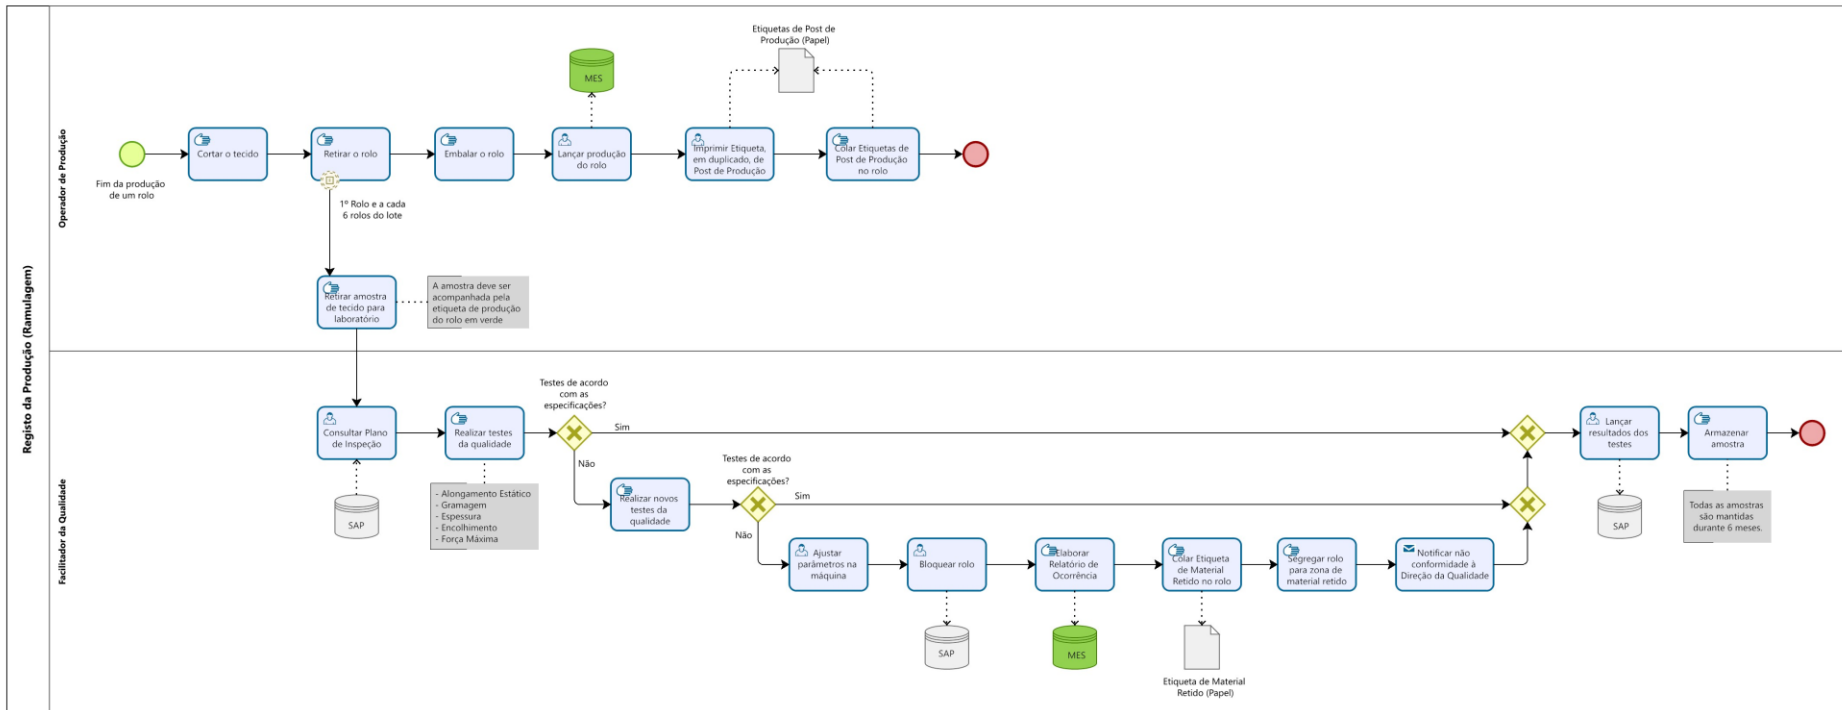 Registo da Produção (Ramulagem)
Operador de Produção
Fim da produção
de um rolo
Cortar o tecido
Retirar o rolo
1º Rolo e a cada
6 rolos do lote
Embalar o rolo
MES
Lançar produção
do rolo
Etiquetas de Post de
Produção (Papel)
Imprimir Etiqueta,
em duplicado, de
Post de Produção
Colar Etiquetas de
Post de Produção
no rolo
Retirar amostra
de tecido para
laboratório
A amostra deve ser
acompanhada pela
etiqueta de produção
do rolo em verde
Facilitador da Qualidade
Consultar Plano
de Inspeção
SAP
Realizar testes
da qualidade
- Alongamento Estático
- Gramagem
- Espessura
- Encolhimento
- Força Máxima
Testes de acordo
com as
especificações?
Sim
Não
Realizar novos
testes da
qualidade
Testes de acordo
com as
especificações?
Sim
Não
Ajustar
parâmetros na
máquina
Bloquear rolo
SAP
Elaborar
Relatório de
Ocorrência
MES
Colar Etiqueta
de Material
Retido no rolo
Etiqueta de Material
Retido (Papel)
Segregar rolo
para zona de
material retido
Notificar não
conformidade à
Direção da Qualidade
Lançar
resultados dos
testes
SAP
Armazenar
amostra
Todas as amostras
são mantidas
durante 6 meses.